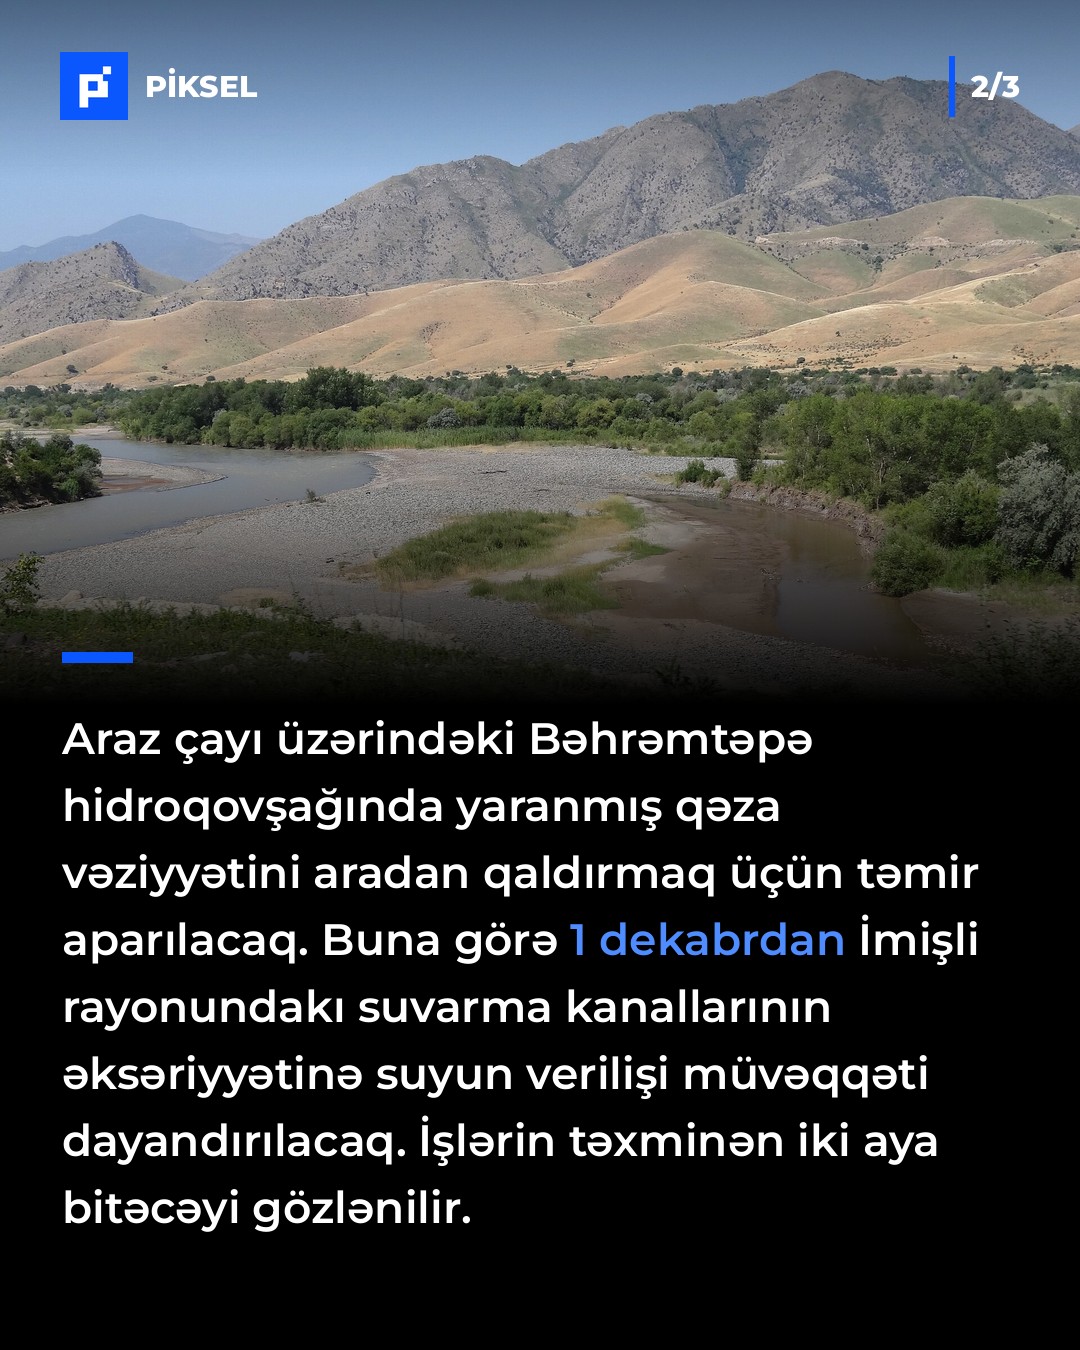 PİKSEL
2/3
Araz çayı üzərindəki Bəhrəmtəpə
hidroqovşağında yaranmış qəza
vəziyyətini aradan qaldırmaq üçün təmir
aparılacaq. Buna görə 1 dekabrdan İmişli
rayonundakı suvarma kanallarının
əksəriyyətinə suyun verilişi müvəqqəti
dayandırılacaq. İşlərin təxminən iki aya
bitəcəyi gözlənilir.